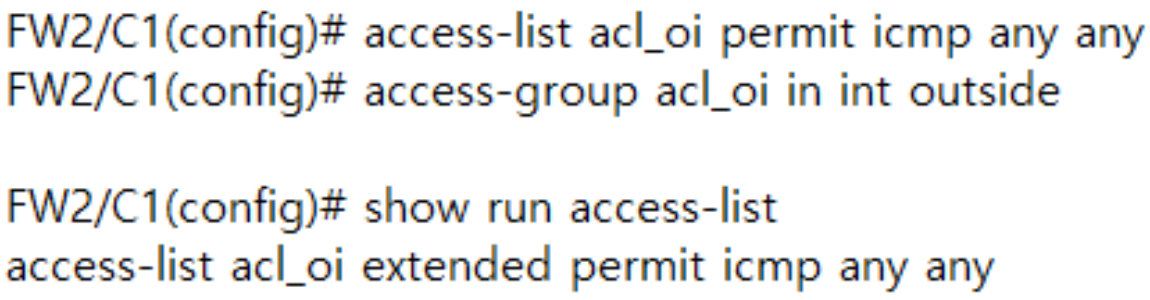 FW2/C1(config)# access-list acl_oi permit icmp any any
FW2/C1(config)# access-group acl_oi in int outside
FW2/C1(config)# show run access-list
access-list acl_oi extended permit icmp any any